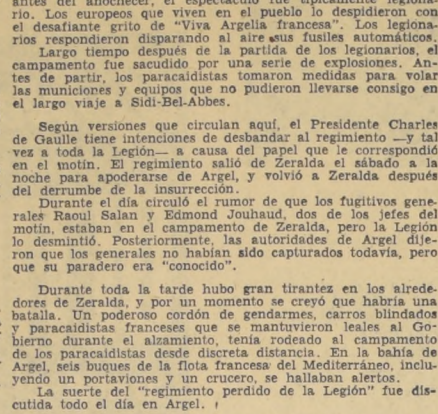 antes del anochecer, el espectáculo fue típicamente legiona-
rio. Los europeos que viven en el pueblo lo despidieron con
el desafiante grito de "Viva Argelia francesa". Los legiona-
rios respondieron disparando al aire sus fusiles automáticos.
Largo tiempo después de la partida de los legionarios, el
campamento fue sacudido por una serie de explosiones. An-
tes de partir, los paracaidistas tomaron medidas para volar
las municiones y equipos que no pudieron llevarse consigo en
el largo viaje a Sidi-Bel-Abbes.
Según versiones que circulan aquí, el Presidente Charles
de Gaulle tiene intenciones de desbandar al regimiento —y tal
vez a toda la Legión— a causa del papel que le correspondió
en el motín. El regimiento salió de Zeralda el sábado a la
noche para apoderarse de Argel, y volvió a Zeralda después
del derrumbe de la insurrección.
Durante el día circuló el rumor de que los fugitivos gene-
rales Raoul Salan y Edmond Jouhaud, dos de los jefes del
motín, estaban en el campamento de Zeralda, pero la Legión
lo desmintió. Posteriormente, las autoridades de Argel dije-
ron que los generales no habían sido capturados todavía, pero
que su paradero era "conocido".
Durante toda la tarde hubo gran tirantez en los alrede-
dores de Zeralda, y por un momento se creyó que habría una
batalla. Un poderoso cordón de gendarmes, carros blindados
y paracaidistas franceses que se mantuvieron leales al Go-
bierno durante el alzamiento, tenía rodeado al campamento
de los paracaidistas desde discreta distancia. En la bahía de
Argel, seis buques de la flota francesa del Mediterráneo, inclu-
yendo un portaviones y un crucero, se hallaban alertos.
La suerte del "regimiento perdido de la Legión" fue dis-
cutida todo el día en Argel.